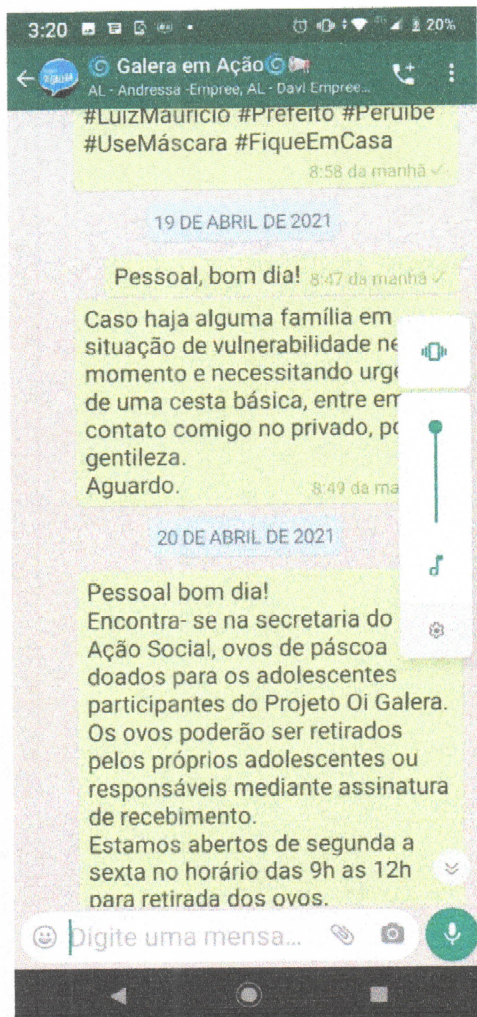 3:20
20%
Galera em Ação
AL - Andressa -Empree, AL - Davi Empree...
#LuizMaurício #Prefeito #Peruíbe
#UseMáscara #FiqueEmCasa
8:58 da manhã
19 DE ABRIL DE 2021
Pessoal, bom dia! 8:47 da manhã
Caso haja alguma família em
situação de vulnerabilidade ne
momento e necessitando urge
de uma cesta básica, entre em
contato comigo no privado, po
gentileza.
Aguardo. 8:49 da ma
20 DE ABRIL DE 2021
Pessoal bom dia!
Encontra- se na secretaria do
Ação Social, ovos de páscoa
doados para os adolescentes
participantes do Projeto Oi Galera.
Os ovos poderão ser retirados
pelos próprios adolescentes ou
responsáveis mediante assinatura
de recebimento.
Estamos abertos de segunda a
sexta no horário das 9h as 12h
para retirada dos ovos.
Digite uma mensa...